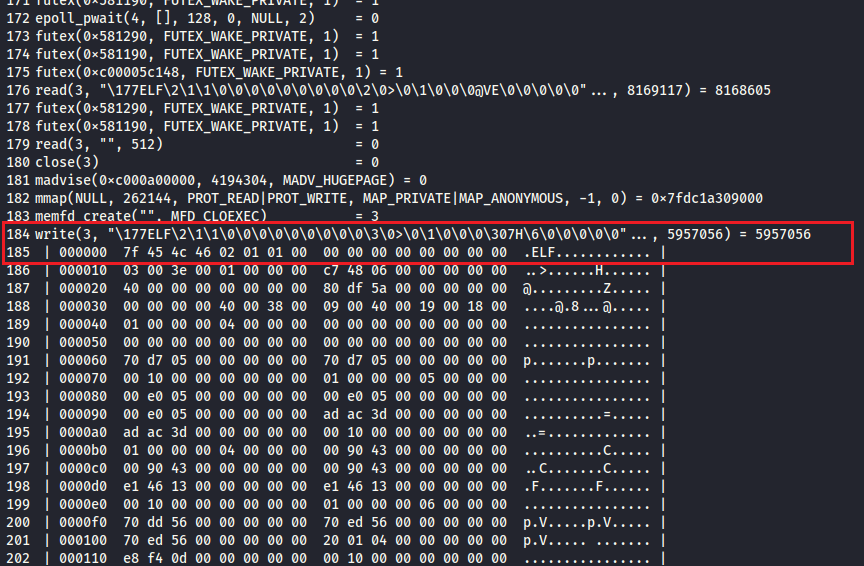 171 futex(0×581290, FUTEX_WAKE_PRIVATE, 1)  = 1
172 epoll_pwait(4, [], 128, 0, NULL, 2)     = 0
173 futex(0×581290, FUTEX_WAKE_PRIVATE, 1)  = 1
174 futex(0×581190, FUTEX_WAKE_PRIVATE, 1)  = 1
175 futex(0×c00005c148, FUTEX_WAKE_PRIVATE, 1) = 1
176 read(3, "\177ELF\2\1\1\0\0\0\0\0\0\0\0\0\2\0>\0\1\0\0\0@VE\0\0\0\0\0"..., 8169117) = 8168605
177 futex(0×581290, FUTEX_WAKE_PRIVATE, 1)  = 1
178 futex(0×581190, FUTEX_WAKE_PRIVATE, 1)  = 1
179 read(3, "", 512)                        = 0
180 close(3)                                = 0
181 madvise(0×c000a00000, 4194304, MADV_HUGEPAGE) = 0
182 mmap(NULL, 262144, PROT_READ|PROT_WRITE, MAP_PRIVATE|MAP_ANONYMOUS, -1, 0) = 0×7fdc1a309000
183 memfd_create("", MFD_CLOEXEC)           = 3
184 write(3, "\177ELF\2\1\1\0\0\0\0\0\0\0\0\0\3\0>\0\1\0\0\0\307H\6\0\0\0\0\0"..., 5957056) = 5957056
185  | 000000  7f 45 4c 46 02 01 01 00  00 00 00 00 00 00 00 00  .ELF............ |
186  | 000010  03 00 3e 00 01 00 00 00  c7 48 06 00 00 00 00 00  ..>......H...... |
187  | 000020  40 00 00 00 00 00 00 00  80 df 5a 00 00 00 00 00  @.........Z..... |
188  | 000030  00 00 00 00 40 00 38 00  09 00 40 00 19 00 18 00  ....@.8...@..... |
189  | 000040  01 00 00 00 04 00 00 00  00 00 00 00 00 00 00 00  ................ |
190  | 000050  00 00 00 00 00 00 00 00  00 00 00 00 00 00 00 00  ................ |
191  | 000060  70 d7 05 00 00 00 00 00  70 d7 05 00 00 00 00 00  p.......p....... |
192  | 000070  00 10 00 00 00 00 00 00  01 00 00 00 05 00 00 00  ................ |
193  | 000080  00 e0 05 00 00 00 00 00  00 e0 05 00 00 00 00 00  ................ |
194  | 000090  00 e0 05 00 00 00 00 00  ad ac 3d 00 00 00 00 00  ..........=..... |
195  | 0000a0  ad ac 3d 00 00 00 00 00  00 10 00 00 00 00 00 00  ..=............. |
196  | 0000b0  01 00 00 00 04 00 00 00  00 90 43 00 00 00 00 00  ..........C..... |
197  | 0000c0  00 90 43 00 00 00 00 00  00 90 43 00 00 00 00 00  ..C.......C..... |
198  | 0000d0  e1 46 13 00 00 00 00 00  e1 46 13 00 00 00 00 00  .F.......F...... |
199  | 0000e0  00 10 00 00 00 00 00 00  01 00 00 00 06 00 00 00  ................ |
200  | 0000f0  70 dd 56 00 00 00 00 00  70 ed 56 00 00 00 00 00  p.V.....p.V..... |
201  | 000100  70 ed 56 00 00 00 00 00  20 01 04 00 00 00 00 00  p.V..... ....... |
202  | 000110  e8 f4 0d 00 00 00 00 00  00 10 00 00 00 00 00 00  ................ |